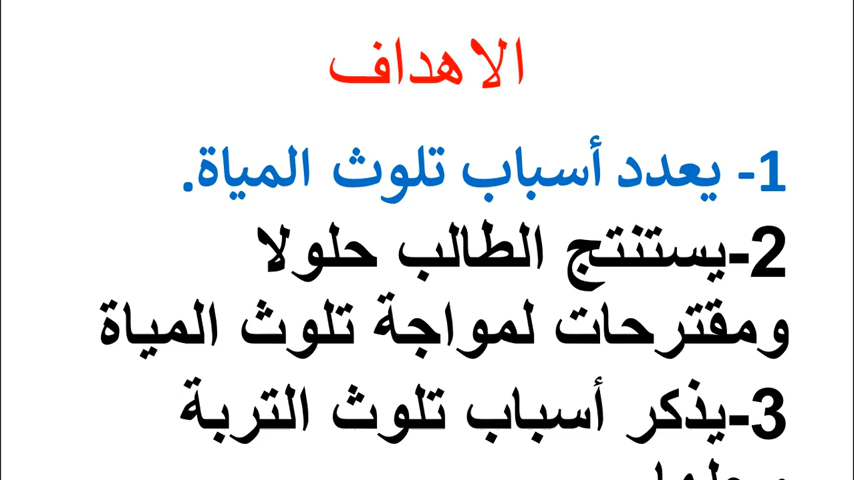 الاهداف
1- يعدد أسباب تلوث المياة.
2-يستنتج الطالب حلولا
ومقترحات لمواجة تلوث المياة
3-يذكر أسباب تلوث التربة